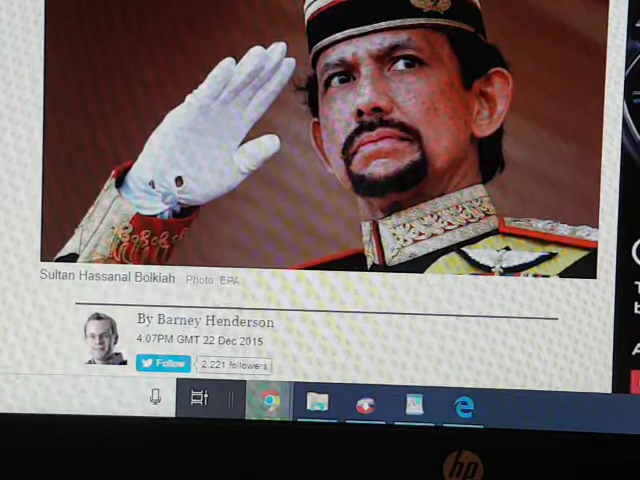 Sultan Hassanal Bolkiah Photo: EPA
By Barney Henderson
4:07PM GMT 22 Dec 2015
Follow 2,221 followers
hp